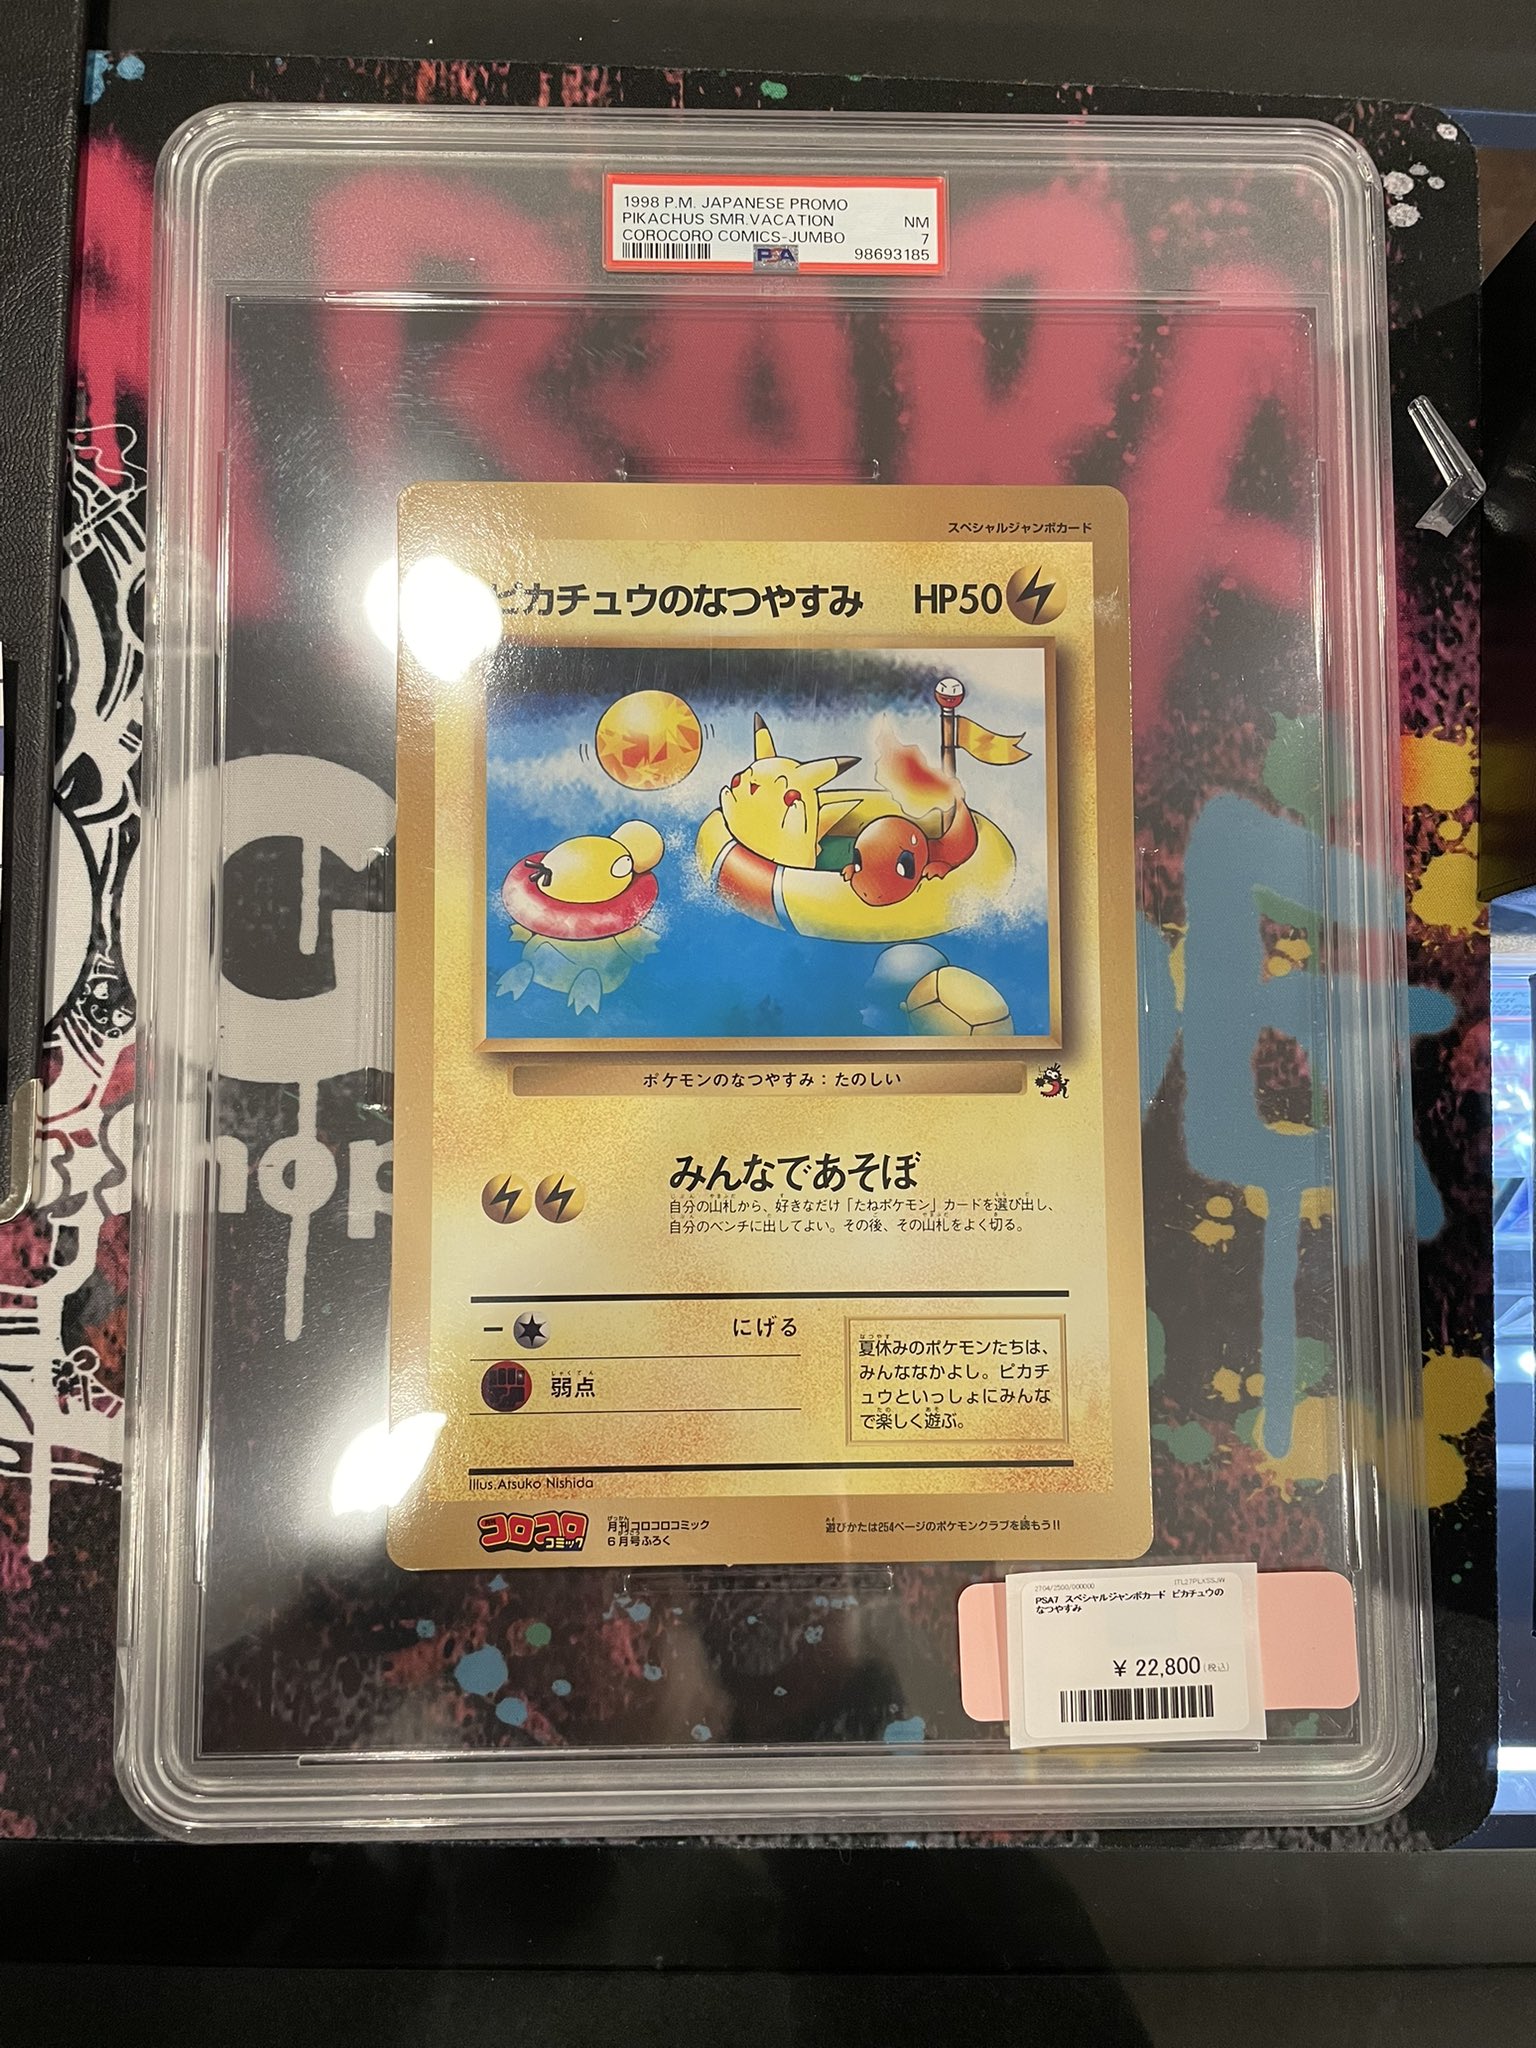 1998 P.M. JAPANESE PROMO
PIKACHUS SMR.VACATION NM
COROCORO COMICS-JUMBO 7
PSA 98693185
スペシャルジャンボカード
ピカチュウのなつやすみ HP50
ポケモンのなつやすみ：たのしい
みんなであそぼ
自分の山札から、好きなだけ「たねポケモン」カードを選び出し、
自分のベンチに出してよい。その後、その山札をよく切る。
にげる
弱点
夏休みのポケモンたちは、
みんななかよし。ピカチ
ュウといっしょにみんな
で楽しく遊ぶ。
Illus.Atsuko Nishida
コロコロ
コミック
月刊コロコロコミック
6月号ふろく
遊びかたは254ページのポケモンクラブを読もう!!
2704/2500/000000
PSA7 スペシャルジャンボカード ピカチュウの
なつやすみ
¥ 22,800(税込)
hop